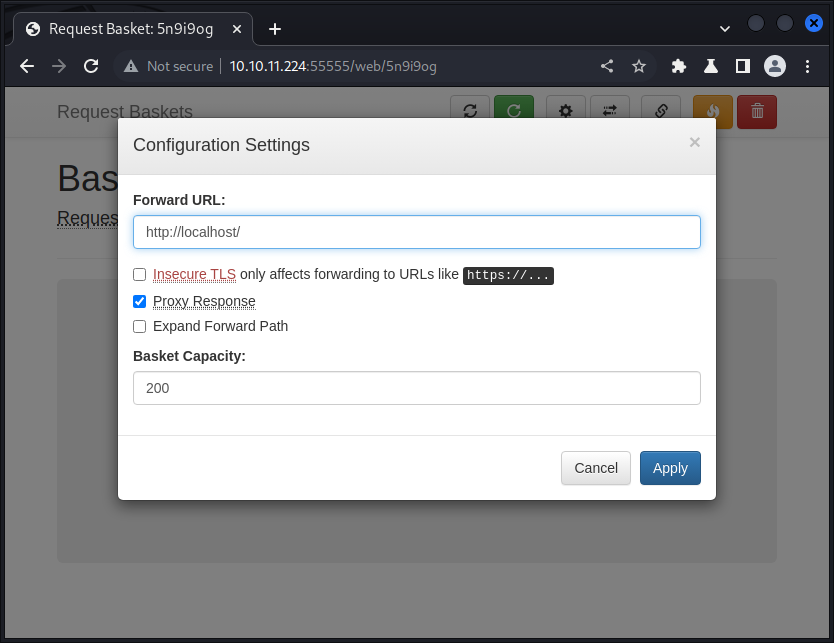 Request Basket: 5n9i9og
Not secure 10.10.11.224:55555/web/5n9i9og
Request Baskets
Configuration Settings
Bas
Reques
Forward URL:
http://localhost/
Insecure TLS only affects forwarding to URLs like https://...
Proxy Response
Expand Forward Path
Basket Capacity:
200
Cancel Apply